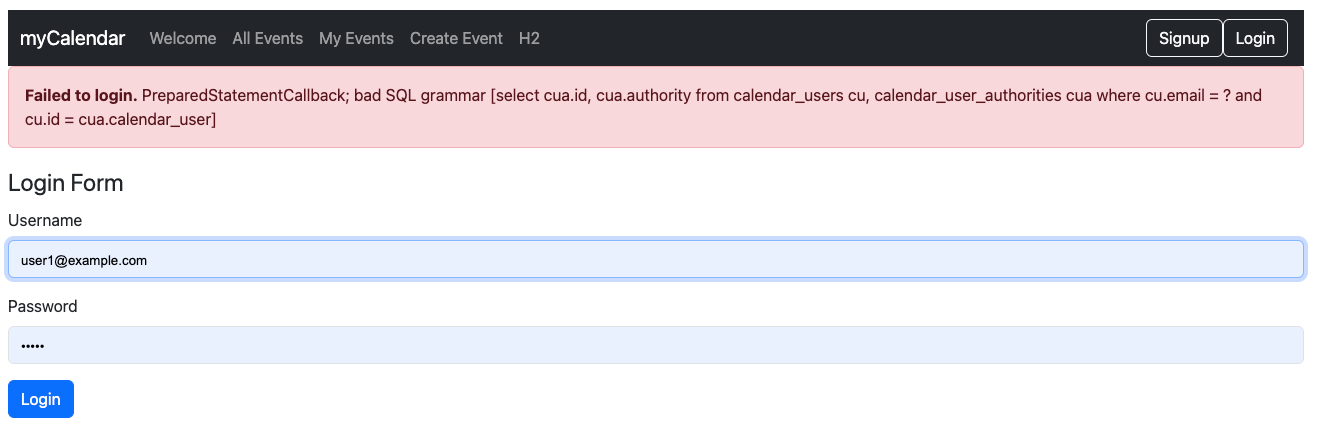 myCalendar Welcome All Events My Events Create Event H2 Signup Login
Failed to login. PreparedStatementCallback; bad SQL grammar [select cua.id, cua.authority from calendar_users cu, calendar_user_authorities cua where cu.email = ? and
cu.id = cua.calendar_user]
Login Form
Username
user1@example.com
Password
•••••
Login